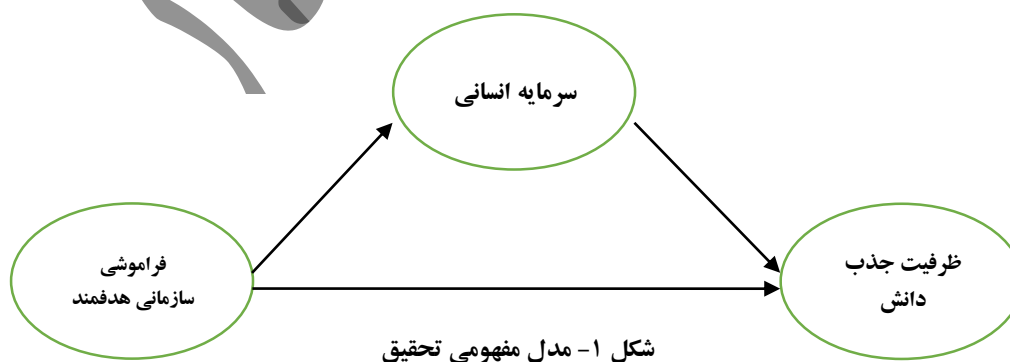 سرمایه انسانی
ظرفیت جذب
دانش
فراموشی
سازمانی هدفمند
شکل ۱- مدل مفهومی تحقیق